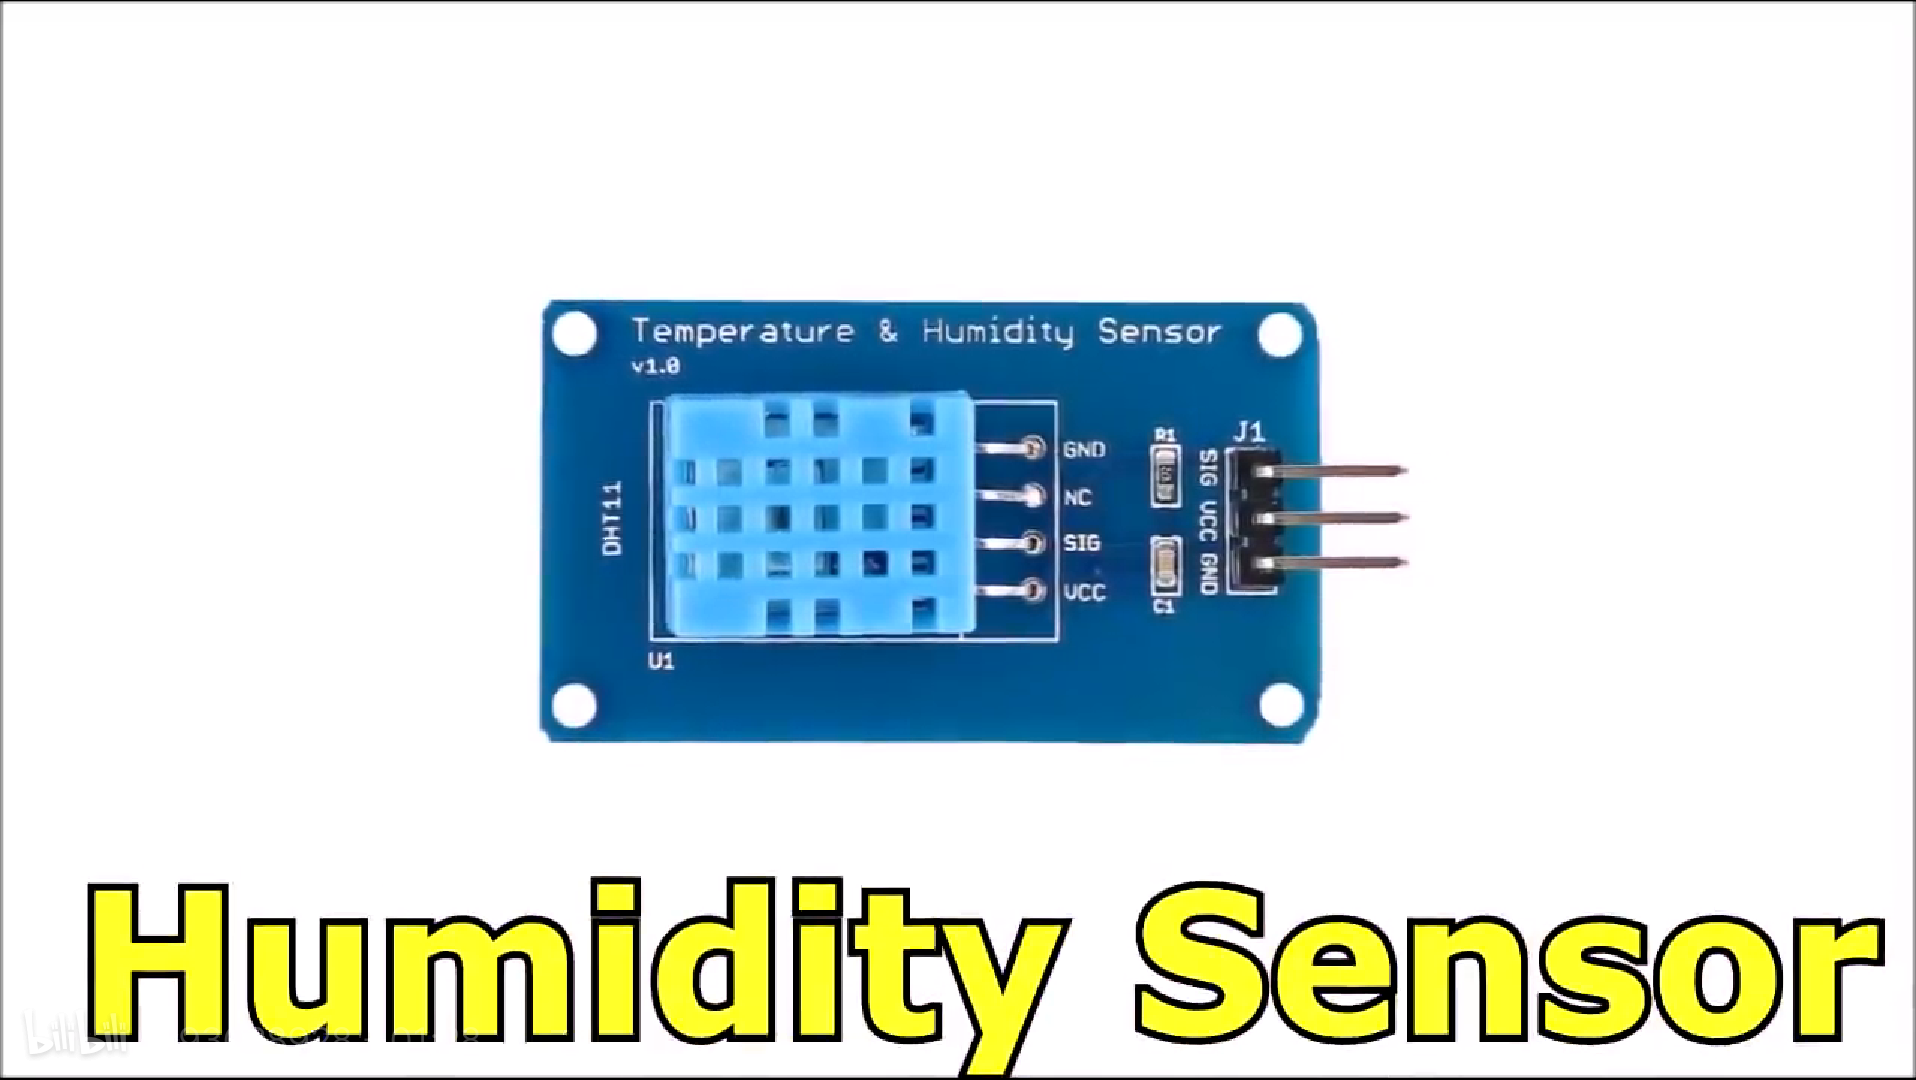 Temperature & Humidity Sensor
v1.0
DHT11
GND
NC
SIG
VCC
R1
C1
J1
SIG VCC GND
U1
Humidity Sensor
bilibili